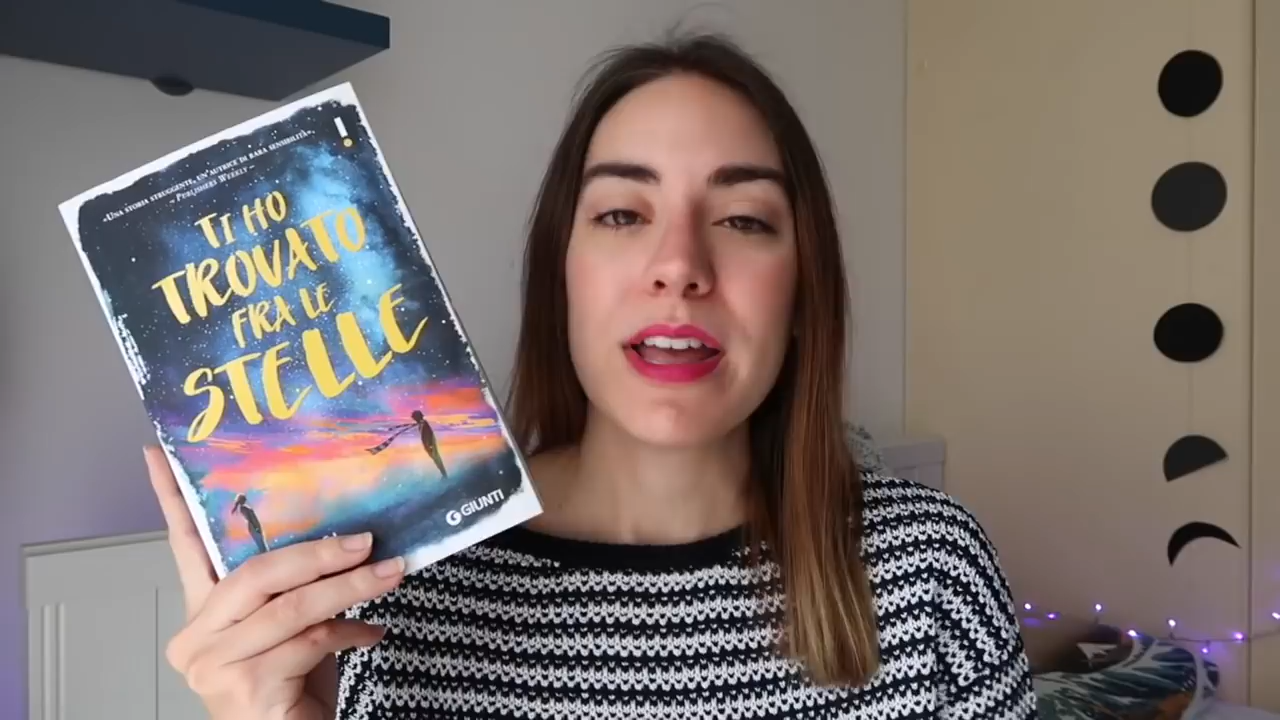 !
«UNA STORIA STRUGGENTE, UN'AUTRICE DI RARA SENSIBILITÀ»
~ PUBLISHERS WEEKLY ~
TI HO
TROVATO
FRA LE
STELLE
GIUNTI